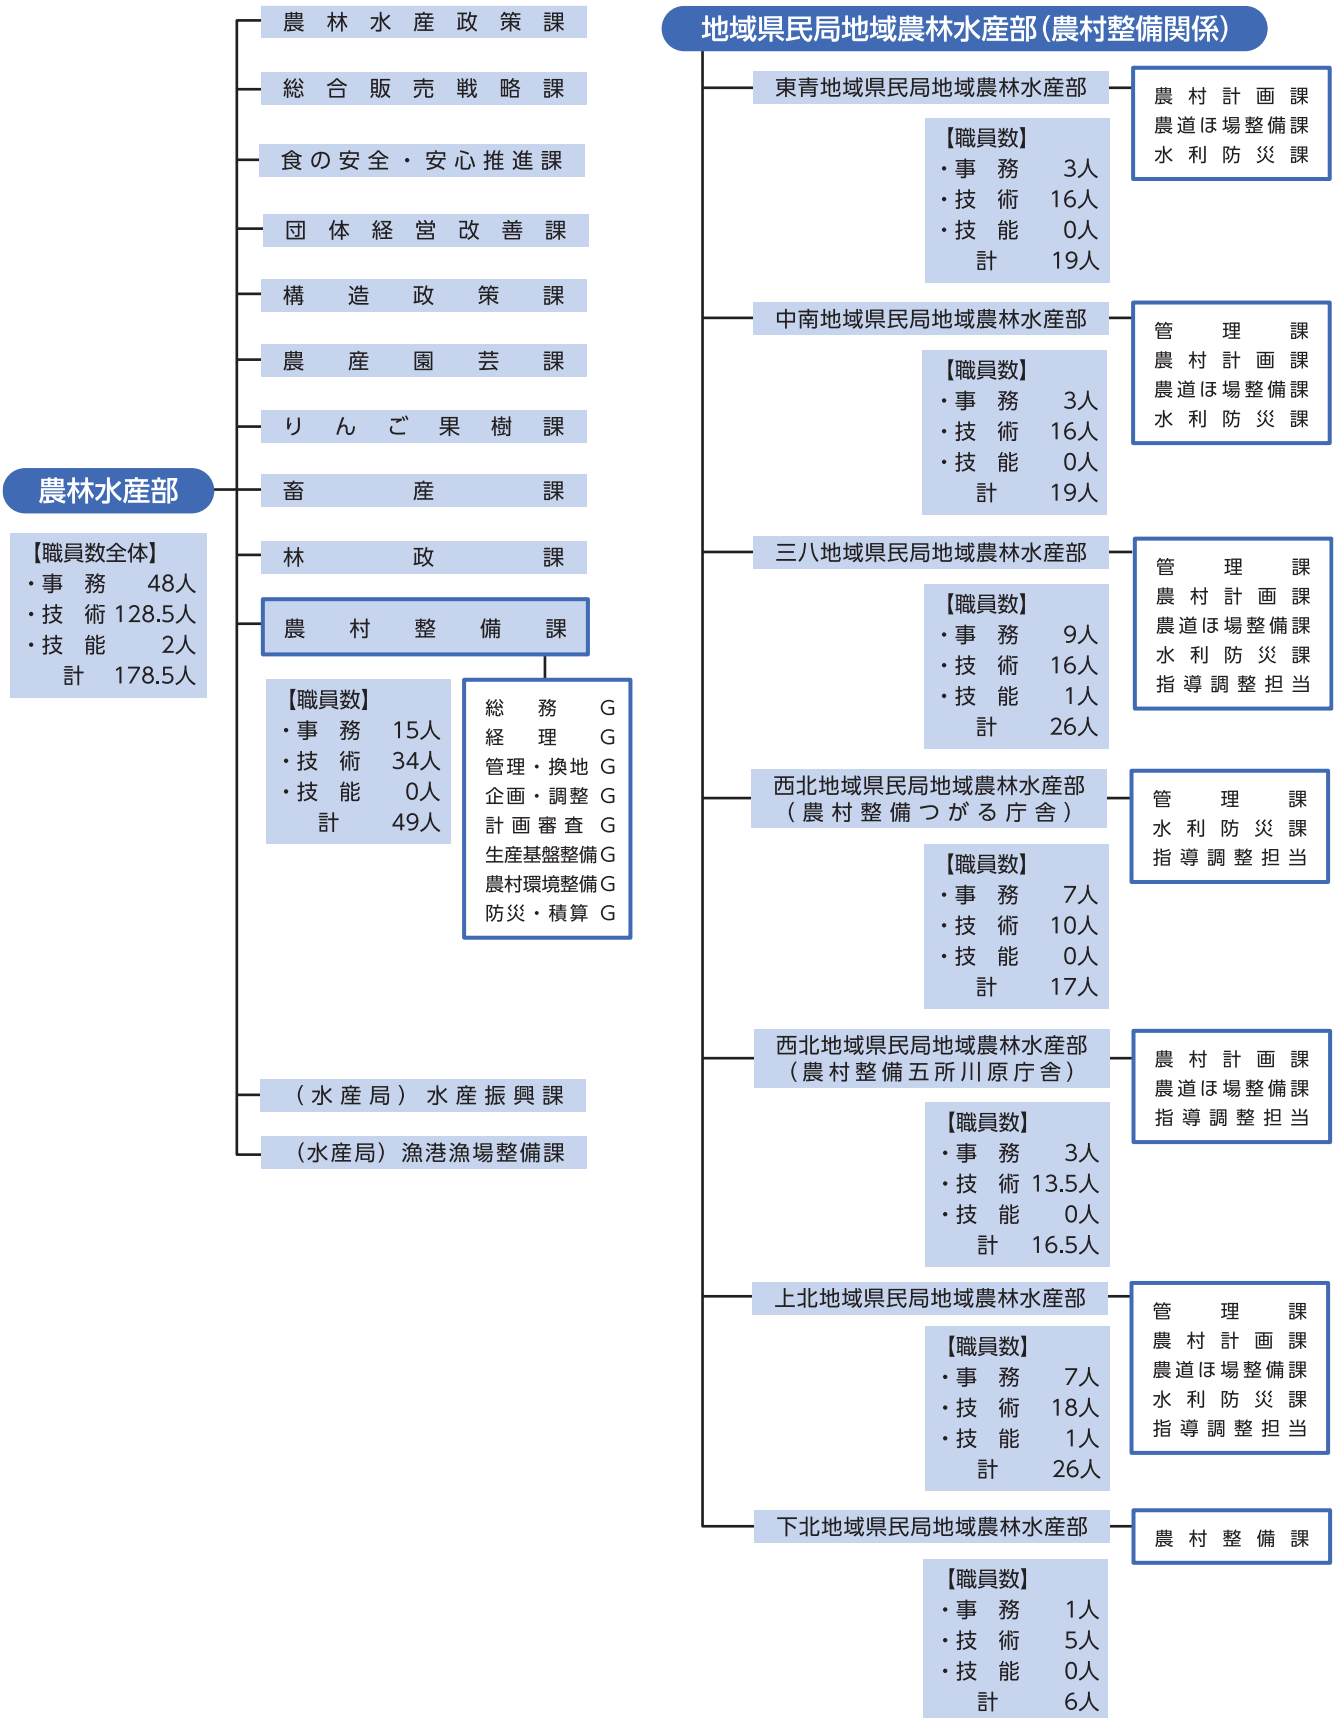 農林水産政策課
総合販売戦略課
食の安全・安心推進課
団体経営改善課
構造政策課
農産園芸課
りんご果樹課
畜産課
林政課
農村整備課
農林水産部
【職員数全体】
・事務 48人
・技術 128.5人
・技能 2人
計 178.5人
【職員数】
・事務 15人
・技術 34人
・技能 0人
計 49人
総務G
経理G
管理・換地G
企画・調整G
計画審査G
生産基盤整備G
農村環境整備G
防災・積算G
（水産局）水産振興課
（水産局）漁港漁場整備課
地域県民局地域農林水産部（農村整備関係）
東青地域県民局地域農林水産部
【職員数】
・事務 3人
・技術 16人
・技能 0人
計 19人
農村計画課
農道ほ場整備課
水利防災課
中南地域県民局地域農林水産部
【職員数】
・事務 3人
・技術 16人
・技能 0人
計 19人
管理課
農村計画課
農道ほ場整備課
水利防災課
三八地域県民局地域農林水産部
【職員数】
・事務 9人
・技術 16人
・技能 1人
計 26人
管理課
農村計画課
農道ほ場整備課
水利防災課
指導調整担当
西北地域県民局地域農林水産部
（農村整備つがる庁舎）
【職員数】
・事務 7人
・技術 10人
・技能 0人
計 17人
管理課
水利防災課
指導調整担当
西北地域県民局地域農林水産部
（農村整備五所川原庁舎）
【職員数】
・事務 3人
・技術 13.5人
・技能 0人
計 16.5人
農村計画課
農道ほ場整備課
指導調整担当
上北地域県民局地域農林水産部
【職員数】
・事務 7人
・技術 18人
・技能 1人
計 26人
管理課
農村計画課
農道ほ場整備課
水利防災課
指導調整担当
下北地域県民局地域農林水産部
【職員数】
・事務 1人
・技術 5人
・技能 0人
計 6人
農村整備課